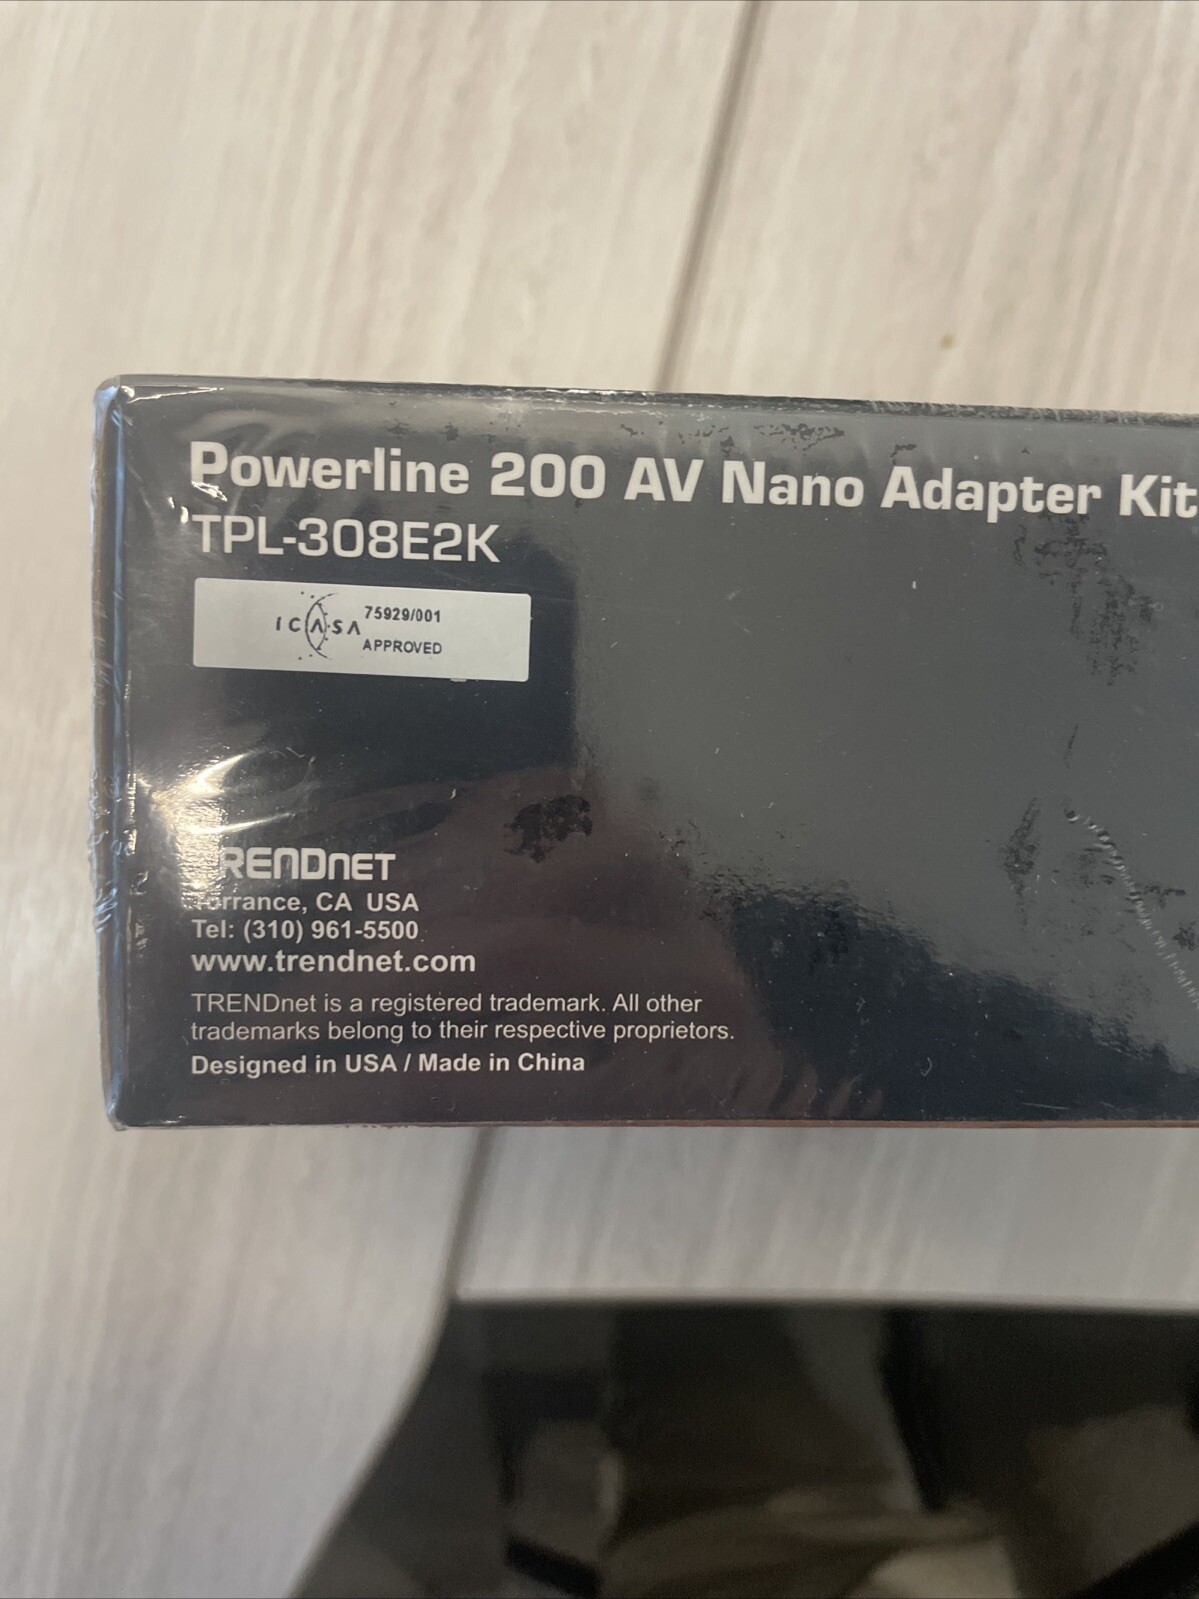 Powerline 200 AV Nano Adapter Kit
TPL-308E2K
ICASA 75929/001
APPROVED
TRENDNET
Torrance, CA USA
Tel: (310) 961-5500
www.trendnet.com
TRENDnet is a registered trademark. All other
trademarks belong to their respective proprietors.
Designed in USA / Made in China